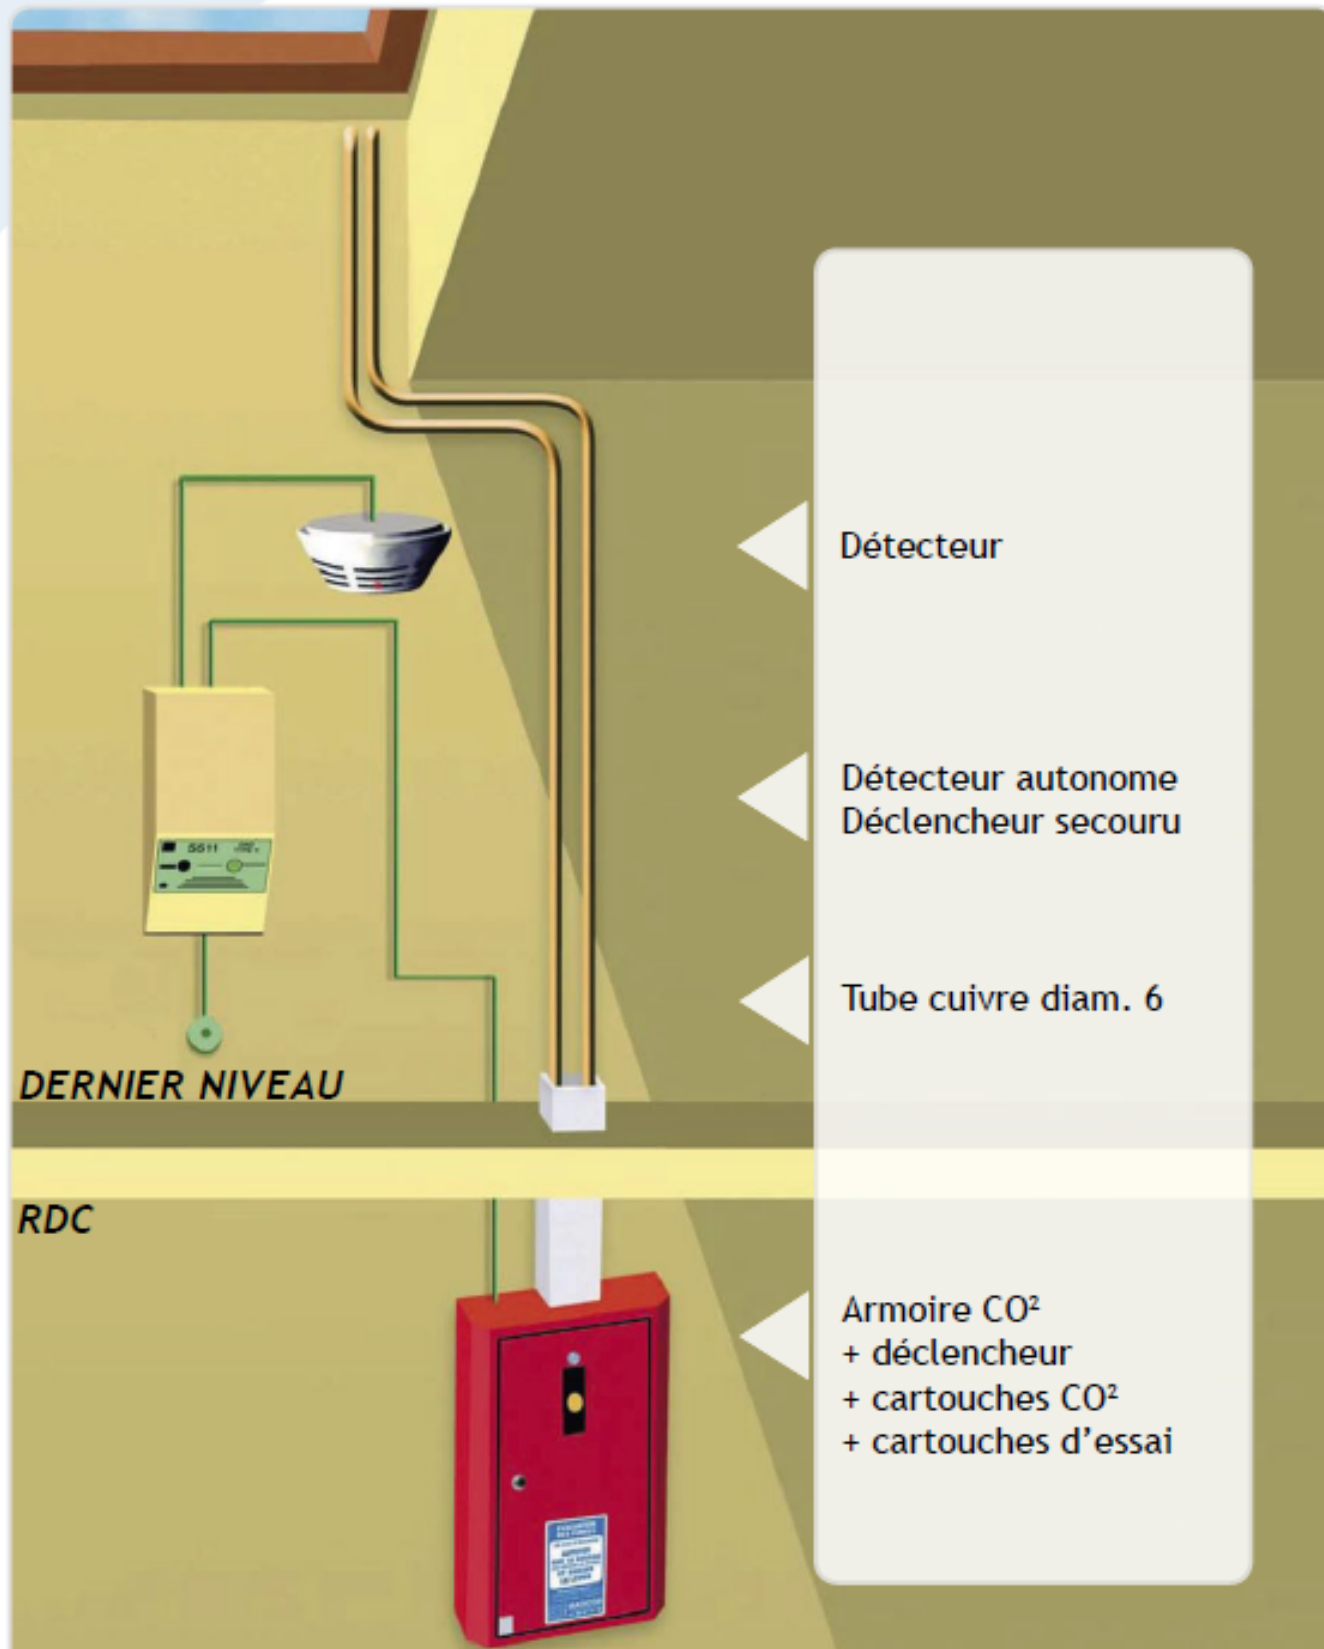 Détecteur
Détecteur autonome
Déclencheur secouru
5511
Tube cuivre diam. 6
DERNIER NIVEAU
RDC
Armoire CO²
+ déclencheur
+ cartouches CO²
+ cartouches d’essai